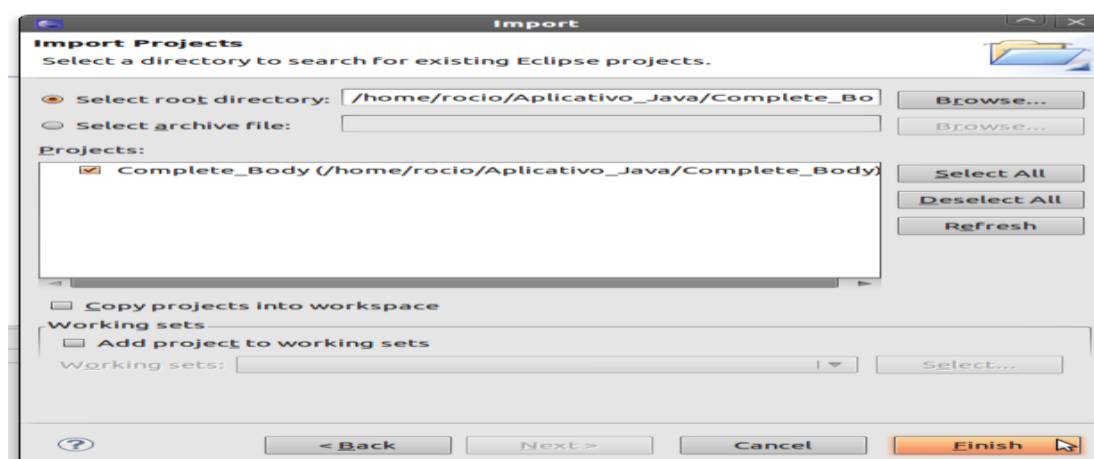 Import
Import Projects
Select a directory to search for existing Eclipse projects.
Select root directory: /home/rocio/Aplicativo_Java/Complete_Bo Browse...
Select archive file: Browse...
Projects:
Complete_Body (/home/rocio/Aplicativo_Java/Complete_Body)
Select All
Deselect All
Refresh
Copy projects into workspace
Working sets
Add project to working sets
Working sets: Select...
? < Back Next > Cancel Finish